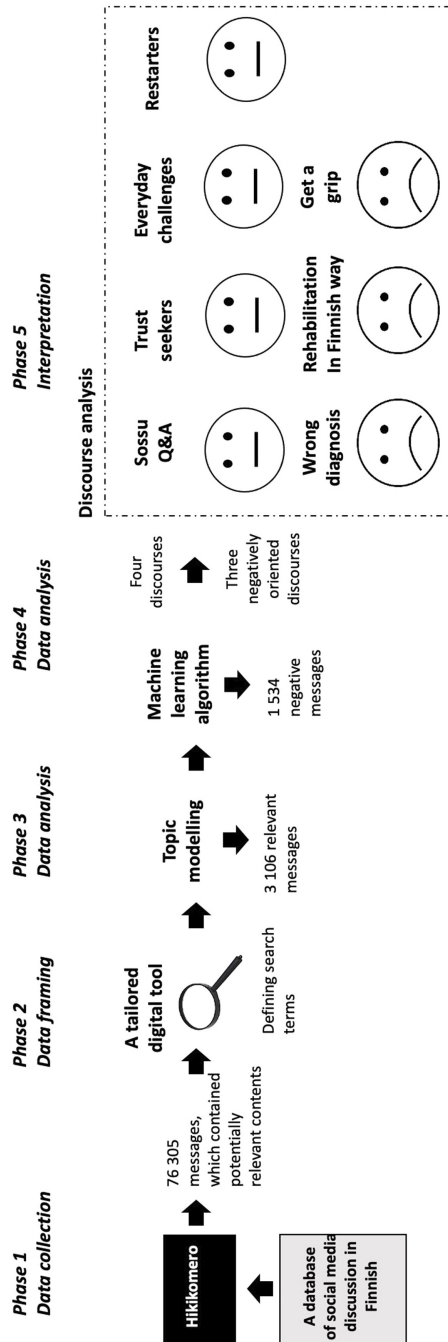 Phase 1
Data collection
Hikikomero
A database
of social media
discussion in
Finnish
76 305
messages,
which contained
potentially
relevant contents
Phase 2
Data framing
A tailored
digital tool
Defining search
terms
Phase 3
Data analysis
Topic
modelling
3 106 relevant
messages
Phase 4
Data analysis
Machine
learning
algorithm
1 534
negative
messages
Four
discourses
Three
negatively
oriented
discourses
Phase 5
Interpretation
Discourse analysis
Sossu
Q&A
Trust
seekers
Everyday
challenges
Restarters
Wrong
diagnosis
Rehabilitation
In Finnish way
Get a
grip